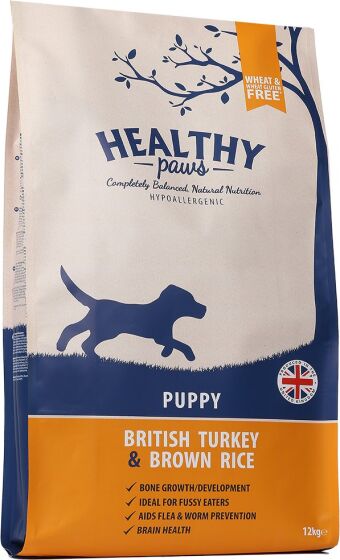 WHEAT &
WHEAT GLUTEN
FREE*
HEALTHY
paws
Completely Balanced, Natural Nutrition
HYPOALLERGENIC
PUPPY
BRITISH TURKEY
& BROWN RICE
✓ BONE GROWTH/DEVELOPMENT
✓ IDEAL FOR FUSSY EATERS
✓ AIDS FLEA & WORM PREVENTION
✓ BRAIN HEALTH
12kg℮